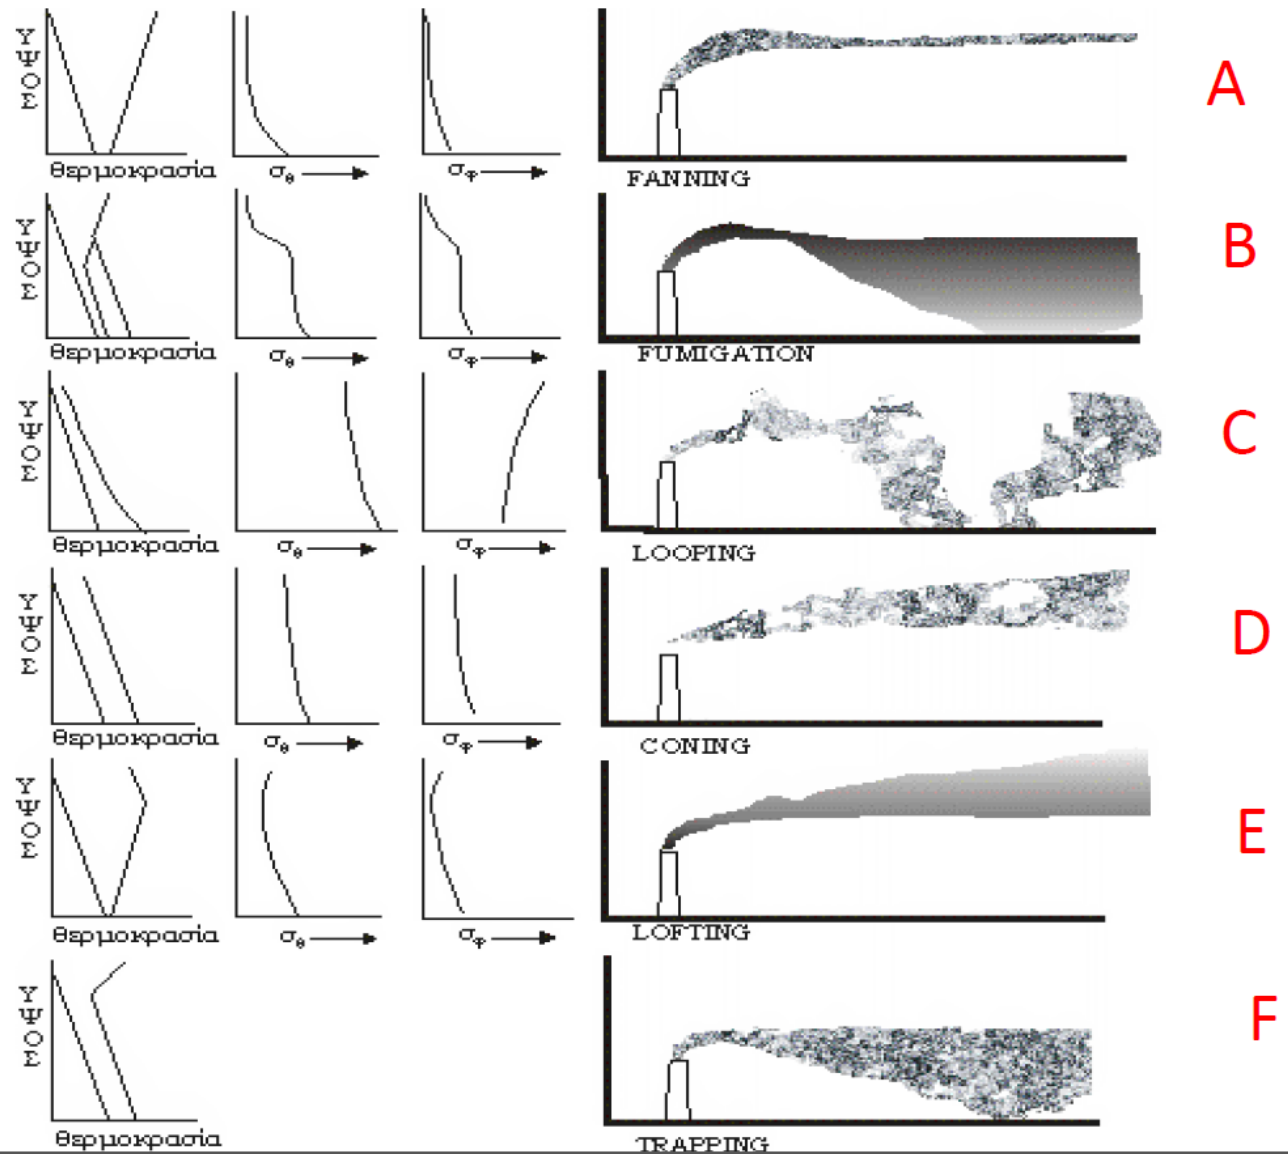 ΥΨΟΣ
θερμοκρασία
σθ
σφ
FANNING
A
ΥΨΟΣ
θερμοκρασία
σθ
σφ
FUMIGATION
B
ΥΨΟΣ
θερμοκρασία
σθ
σφ
LOOPING
C
ΥΨΟΣ
θερμοκρασία
σθ
σφ
CONING
D
ΥΨΟΣ
θερμοκρασία
σθ
σφ
LOFTING
E
ΥΨΟΣ
θερμοκρασία
TRAPPING
F